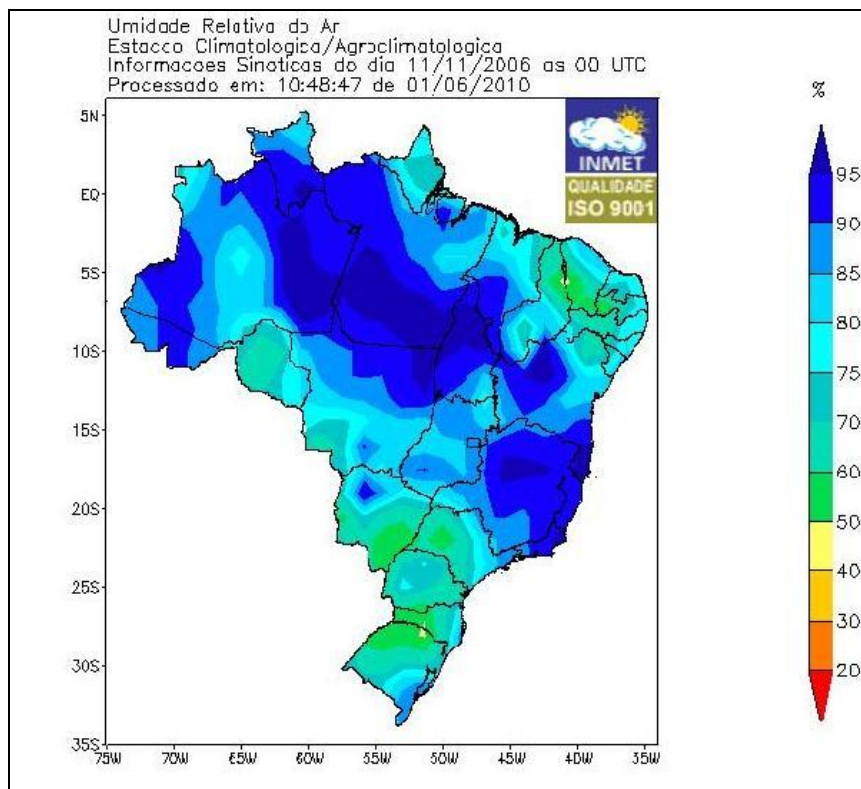 Umidade Relativa do Ar
Estacco Climatologica/Agroclimatologica
Informacoes Sinoticas do dia 11/11/2006 as 00 UTC
Processado em: 10:48:47 de 01/06/2010
%
INMET
QUALIDADE
ISO 9001
5N
EQ
5S
10S
15S
20S
25S
30S
35S
75W 70W 65W 60W 55W 50W 45W 40W 35W
95
90
85
80
75
70
60
50
40
30
20